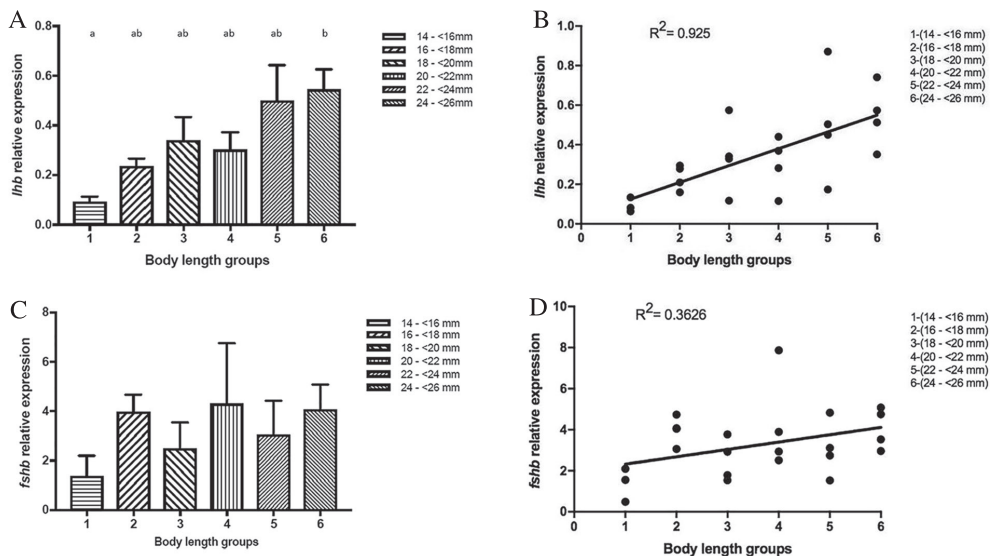 A
0.8
0.6
0.4
0.2
0.0
lhb relative expression
a ab ab ab ab b
1 2 3 4 5 6
Body length groups
14 - <16mm
16 - <18mm
18 - <20mm
20 - <22mm
22 - <24mm
24 - <26mm
B
R²= 0.925
1.0
0.8
0.6
0.4
0.2
0.0
lhb relative expression
0 1 2 3 4 5 6
Body length groups
1-(14 - <16 mm)
2-(16 - <18 mm)
3-(18 - <20 mm)
4-(20 - <22 mm)
5-(22 - <24 mm)
6-(24 - <26 mm)
C
8
6
4
2
0
fshb relative expression
1 2 3 4 5 6
Body length groups
14 - <16 mm
16 - <18 mm
18 - <20 mm
20 - <22 mm
22 - <24 mm
24 - <26 mm
D
R²= 0.3626
10
8
6
4
2
0
fshb relative expression
0 1 2 3 4 5 6
Body length groups
1-(14 - <16 mm)
2-(16 - <18 mm)
3-(18 - <20 mm)
4-(20 - <22 mm)
5-(22 - <24 mm)
6-(24 - <26 mm)